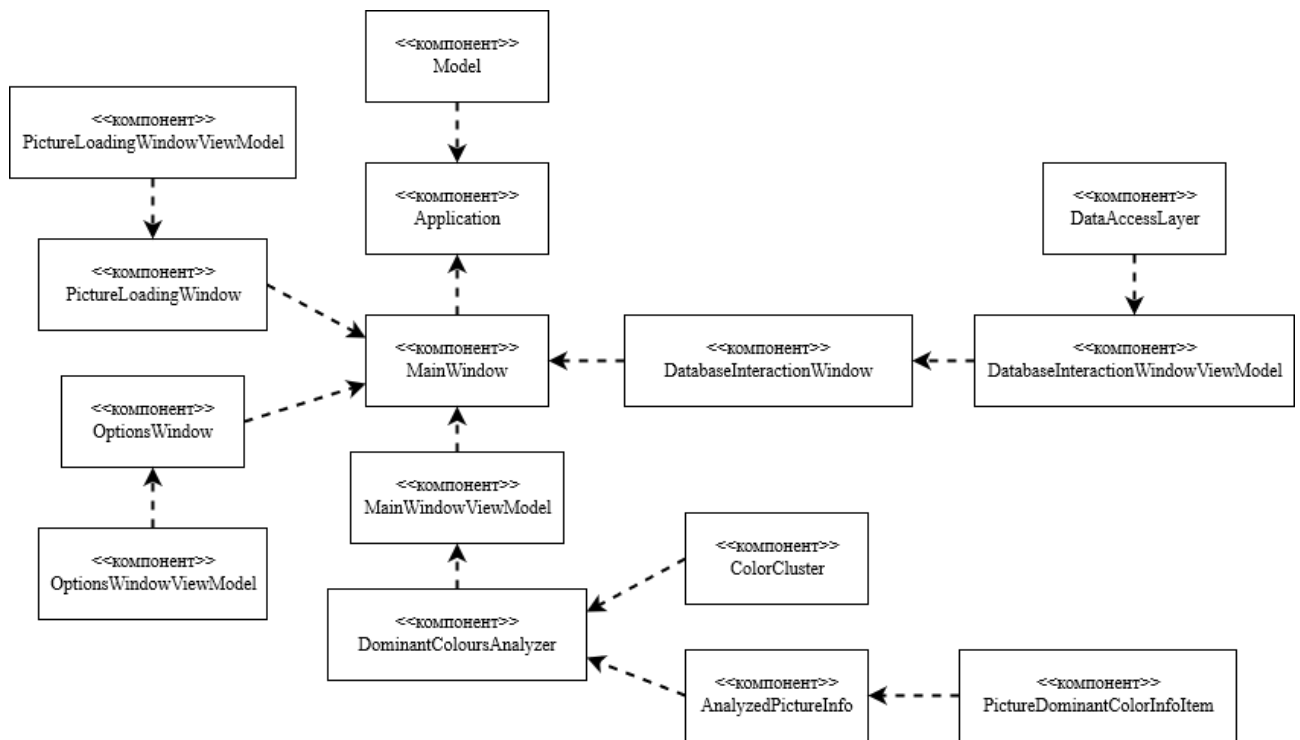 <<компонент>>
Model
<<компонент>>
PictureLoadingWindowViewModel
<<компонент>>
Application
<<компонент>>
DataAccessLayer
<<компонент>>
PictureLoadingWindow
<<компонент>>
MainWindow
<<компонент>>
DatabaseInteractionWindow
<<компонент>>
DatabaseInteractionWindowViewModel
<<компонент>>
OptionsWindow
<<компонент>>
MainWindowViewModel
<<компонент>>
OptionsWindowViewModel
<<компонент>>
ColorCluster
<<компонент>>
DominantColoursAnalyzer
<<компонент>>
AnalyzedPictureInfo
<<компонент>>
PictureDominantColorInfoItem